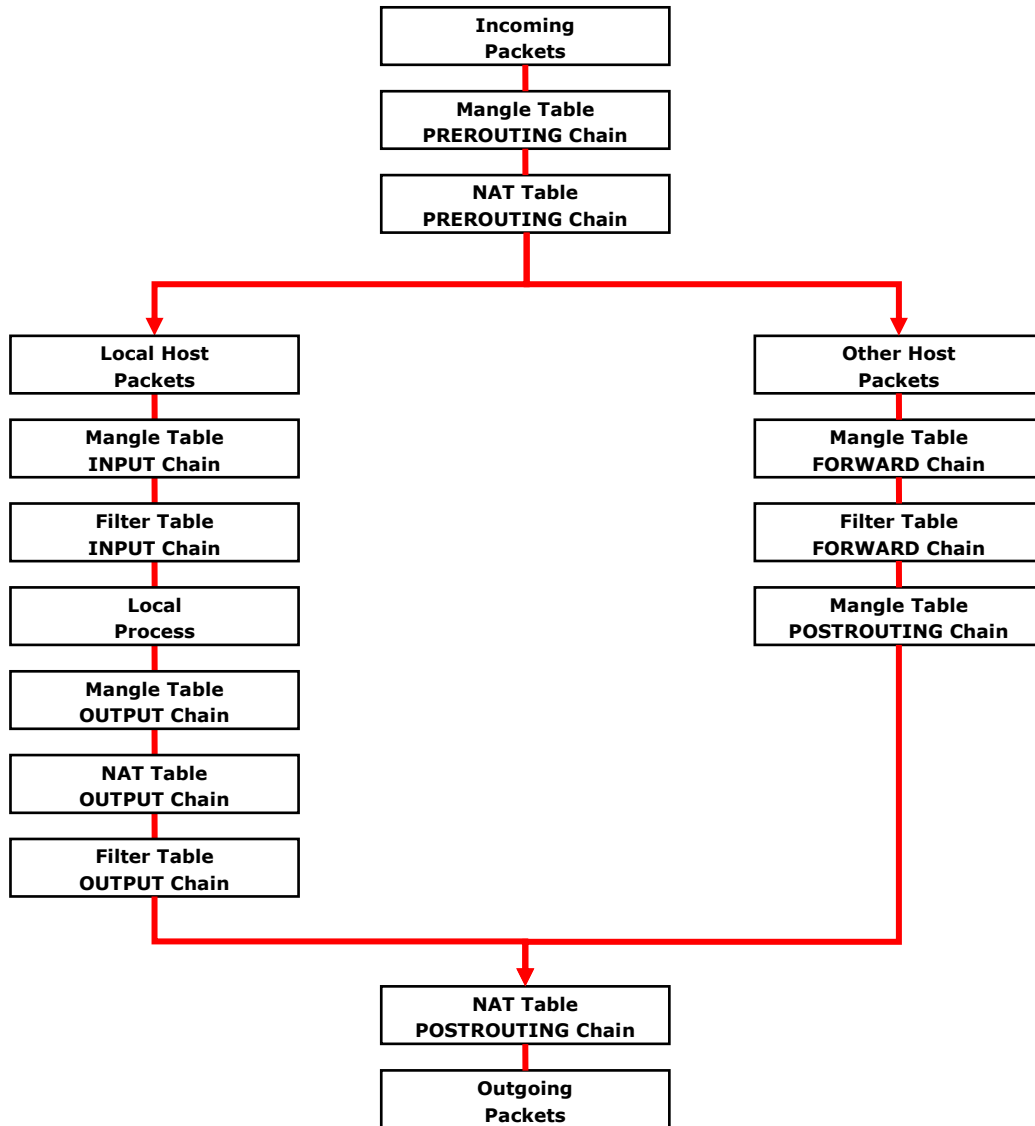 Incoming
Packets
Mangle Table
PREROUTING Chain
NAT Table
PREROUTING Chain
Local Host
Packets
Mangle Table
INPUT Chain
Filter Table
INPUT Chain
Local
Process
Mangle Table
OUTPUT Chain
NAT Table
OUTPUT Chain
Filter Table
OUTPUT Chain
Other Host
Packets
Mangle Table
FORWARD Chain
Filter Table
FORWARD Chain
Mangle Table
POSTROUTING Chain
NAT Table
POSTROUTING Chain
Outgoing
Packets